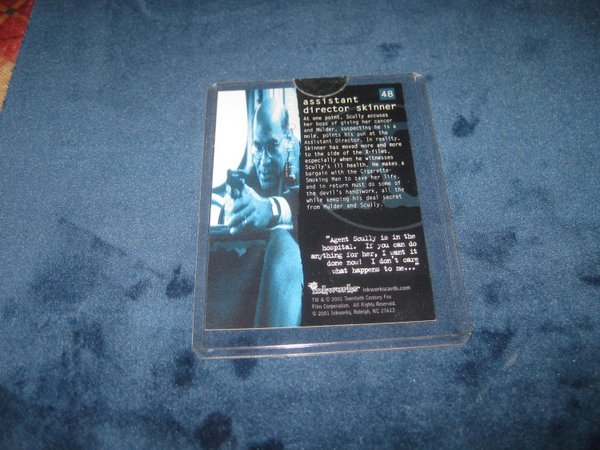 48
assistant
director skinner
At one point, Scully accuses
her boss of giving her cancer
and Mulder, suspecting he is a
mole, points his gun at the
Assistant Director. In reality,
Skinner has moved more and more
to the side of the X-files,
especially when he witnesses
Scully's ill health. He makes a
bargain with the Cigarette-
Smoking Man to save her life,
and in return must do some of
the devil's handiwork, all the
while keeping his deal secret
from Mulder and Scully.
"Agent Scully is in the
hospital. If you can do
anything for her, I want it
done now! I don't care
what happens to me..."
inkworks inkworkscards.com
TM & © 2001 Twentieth Century Fox
Film Corporation. All Rights Reserved.
© 2001 Inkworks, Raleigh, NC 27612